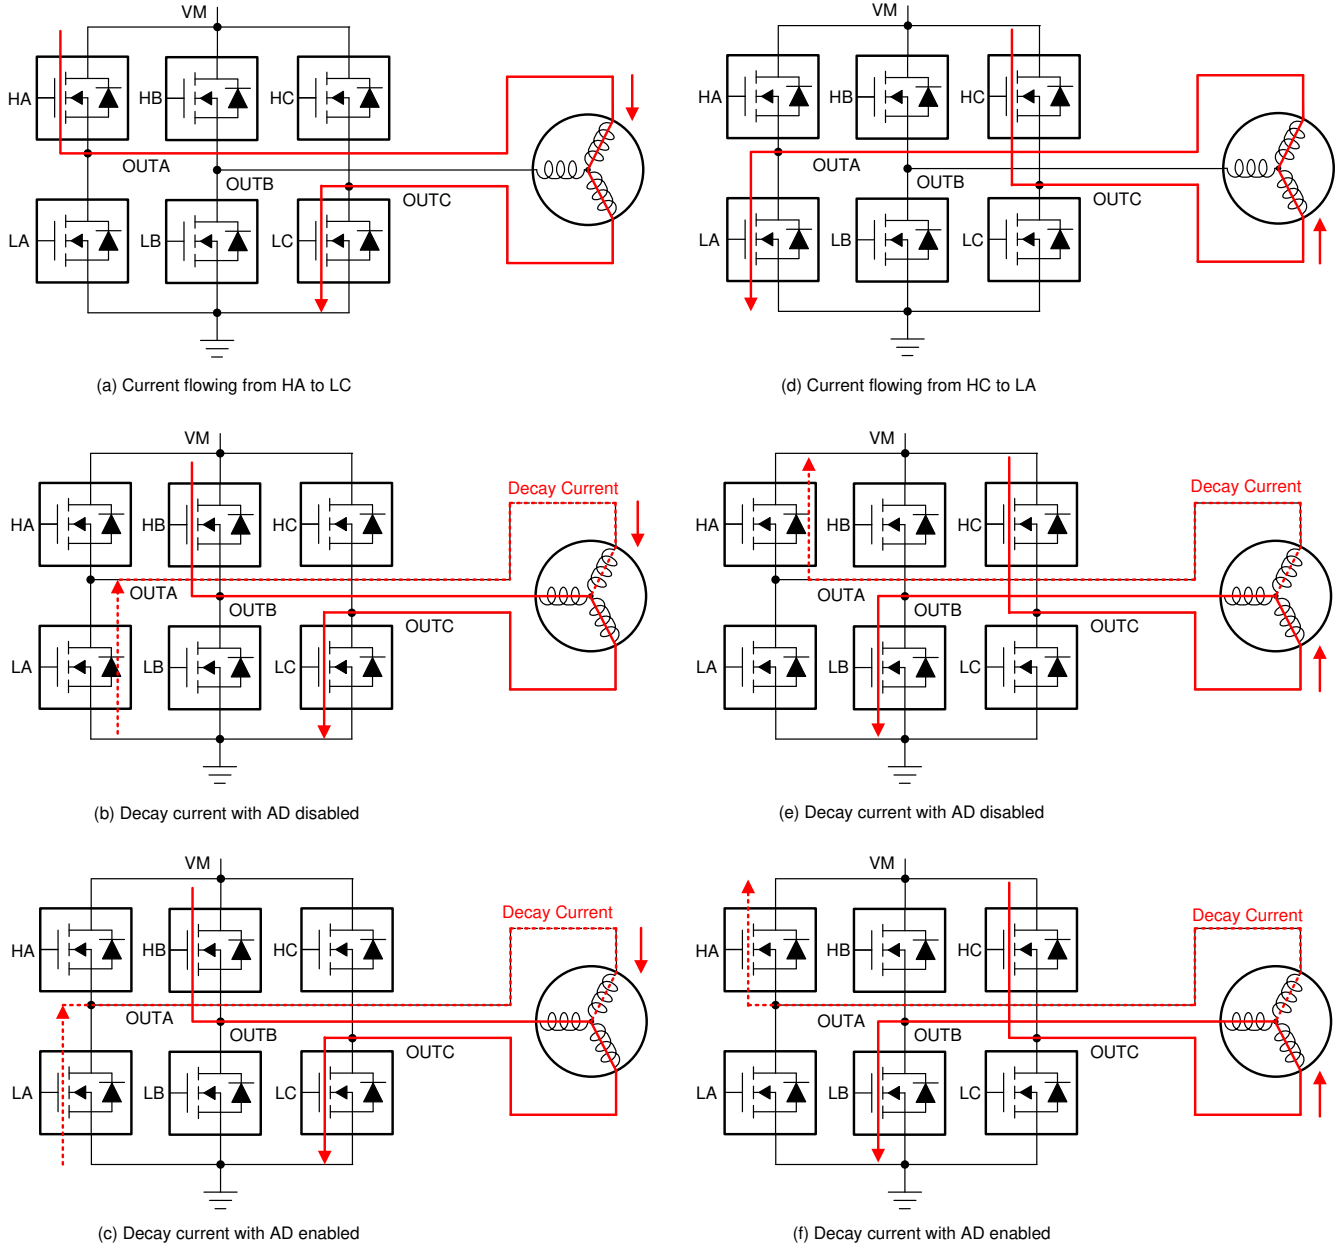 VM
HA
HB
HC
OUTA
OUTB
OUTC
LA
LB
LC
(a) Current flowing from HA to LC
VM
HA
HB
HC
OUTA
OUTB
OUTC
LA
LB
LC
(d) Current flowing from HC to LA
VM
Decay Current
HA
HB
HC
OUTA
OUTB
OUTC
LA
LB
LC
(b) Decay current with AD disabled
VM
Decay Current
HA
HB
HC
OUTA
OUTB
OUTC
LA
LB
LC
(e) Decay current with AD disabled
VM
Decay Current
HA
HB
HC
OUTA
OUTB
OUTC
LA
LB
LC
(c) Decay current with AD enabled
VM
Decay Current
HA
HB
HC
OUTA
OUTB
OUTC
LA
LB
LC
(f) Decay current with AD enabled